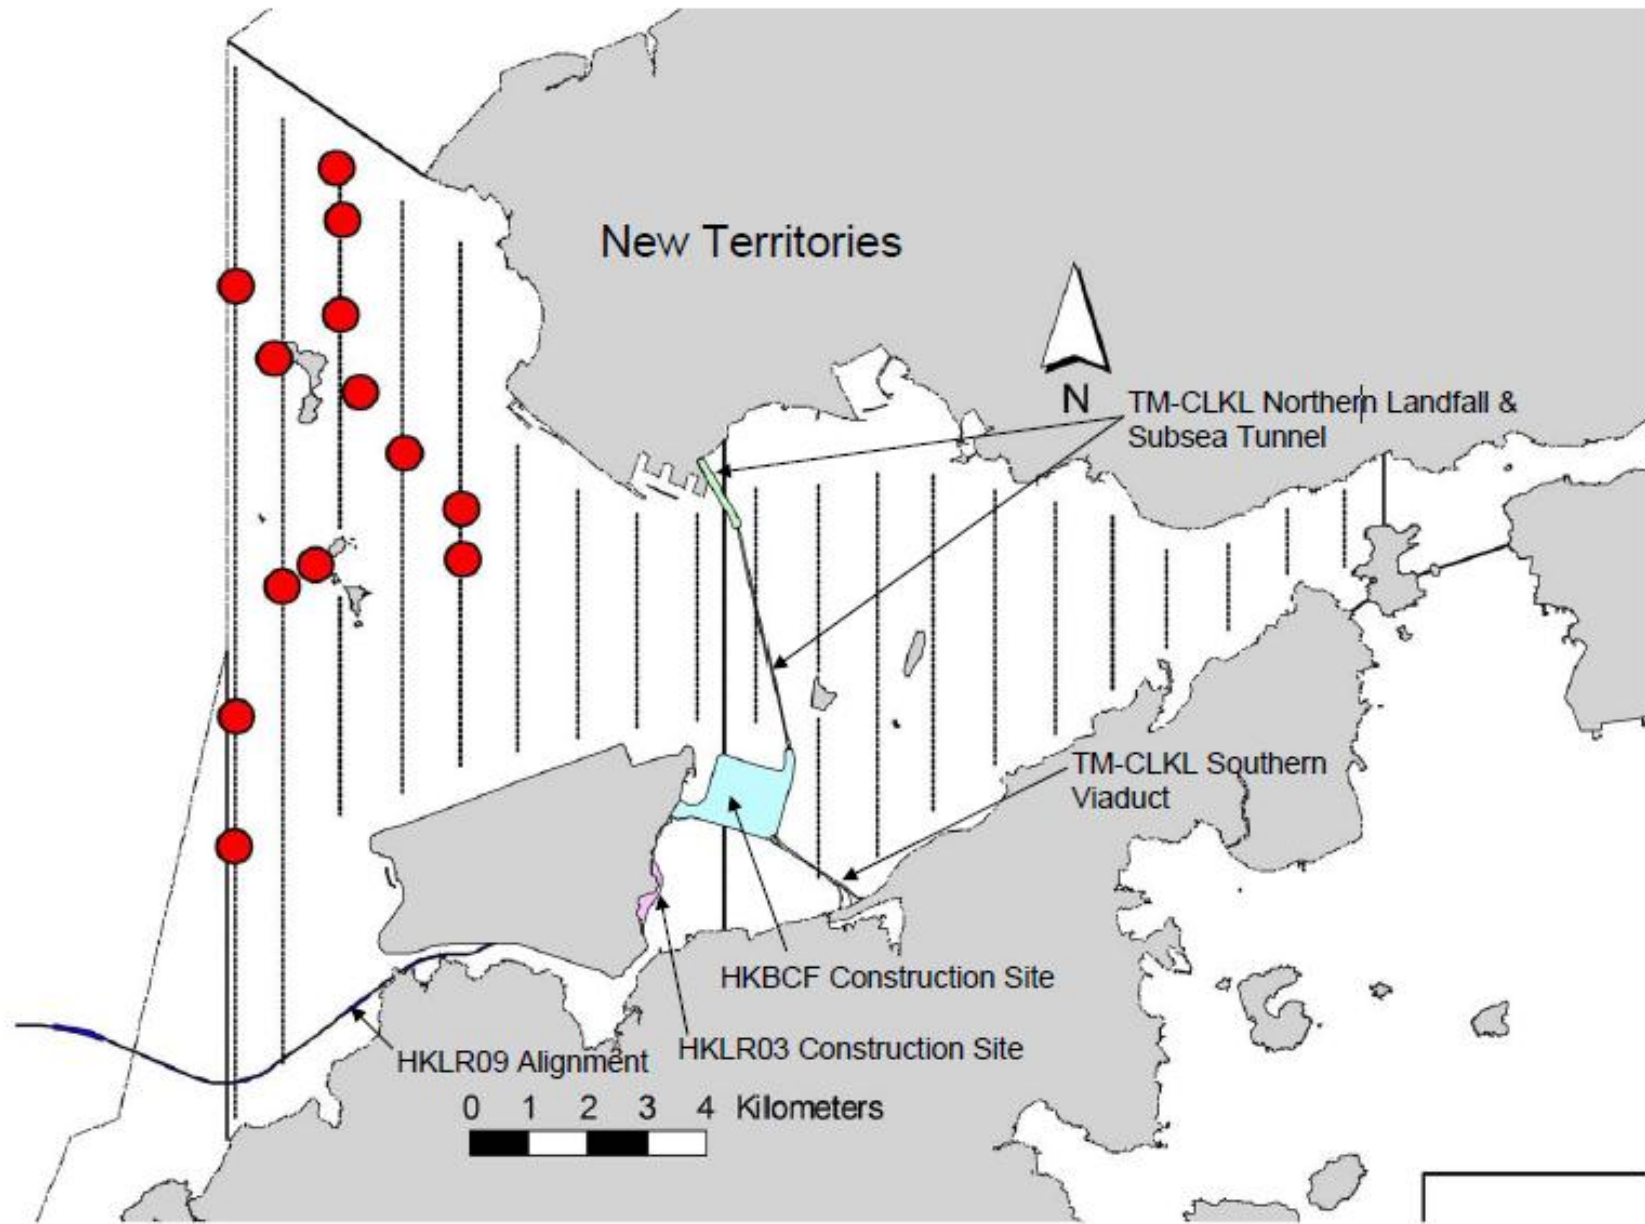 New Territories
N
TM-CLKL Northern Landfall &
Subsea Tunnel
TM-CLKL Southern
Viaduct
HKBCF Construction Site
HKLR03 Construction Site
HKLR09 Alignment
0 1 2 3 4 Kilometers